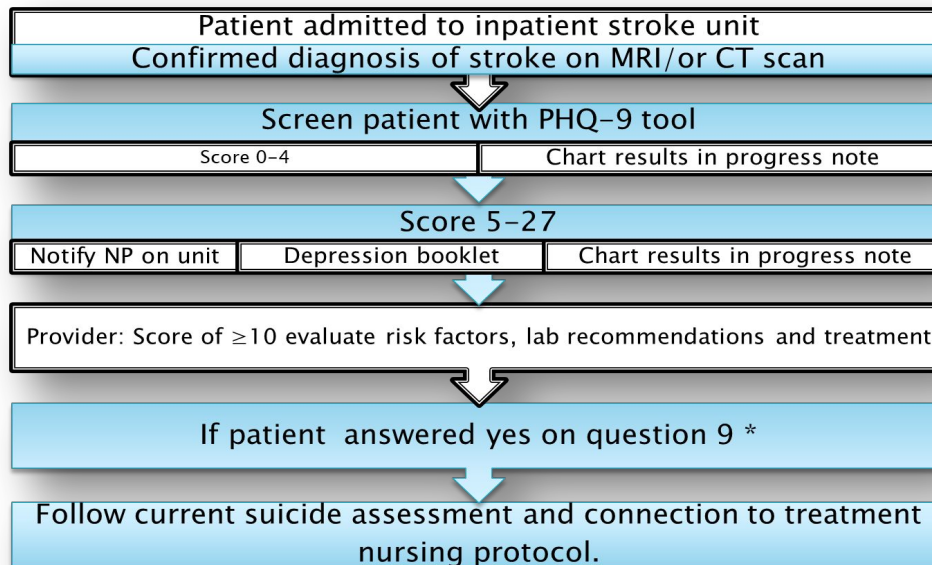 Patient admitted to inpatient stroke unit
Confirmed diagnosis of stroke on MRI/or CT scan
Screen patient with PHQ-9 tool
Score 0-4
Chart results in progress note
Score 5-27
Notify NP on unit
Depression booklet
Chart results in progress note
Provider: Score of ≥10 evaluate risk factors, lab recommendations and treatment
If patient answered yes on question 9 *
Follow current suicide assessment and connection to treatment
nursing protocol.